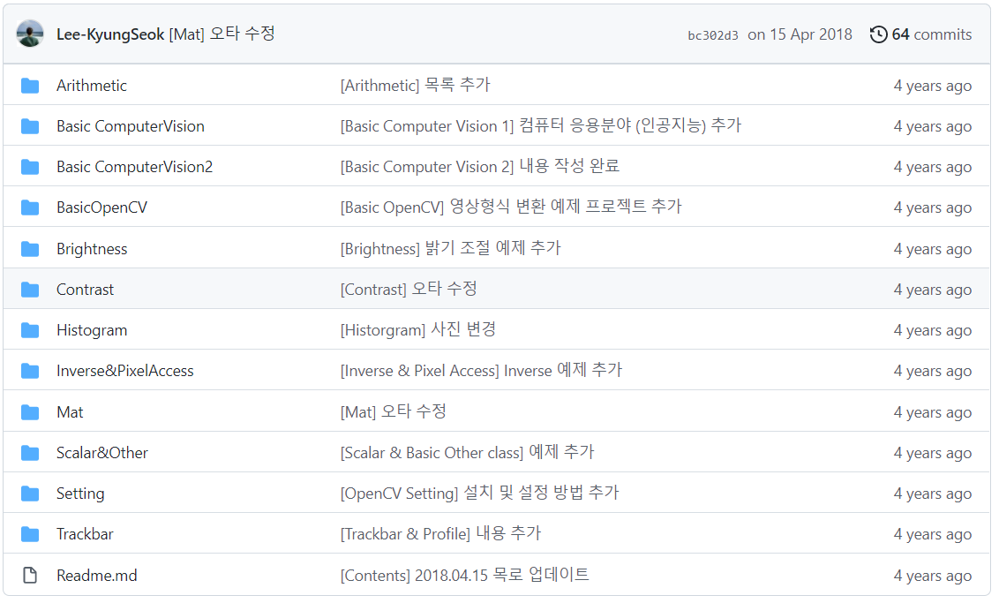 Lee-KyungSeok [Mat] 오타 수정 bc302d3 on 15 Apr 2018 64 commits
Arithmetic [Arithmetic] 목록 추가 4 years ago
Basic ComputerVision [Basic Computer Vision 1] 컴퓨터 응용분야 (인공지능) 추가 4 years ago
Basic ComputerVision2 [Basic Computer Vision 2] 내용 작성 완료 4 years ago
BasicOpenCV [Basic OpenCV] 영상형식 변환 예제 프로젝트 추가 4 years ago
Brightness [Brightness] 밝기 조절 예제 추가 4 years ago
Contrast [Contrast] 오타 수정 4 years ago
Histogram [Historgram] 사진 변경 4 years ago
Inverse&PixelAccess [Inverse & Pixel Access] Inverse 예제 추가 4 years ago
Mat [Mat] 오타 수정 4 years ago
Scalar&Other [Scalar & Basic Other class] 예제 추가 4 years ago
Setting [OpenCV Setting] 설치 및 설정 방법 추가 4 years ago
Trackbar [Trackbar & Profile] 내용 추가 4 years ago
Readme.md [Contents] 2018.04.15 목로 업데이트 4 years ago